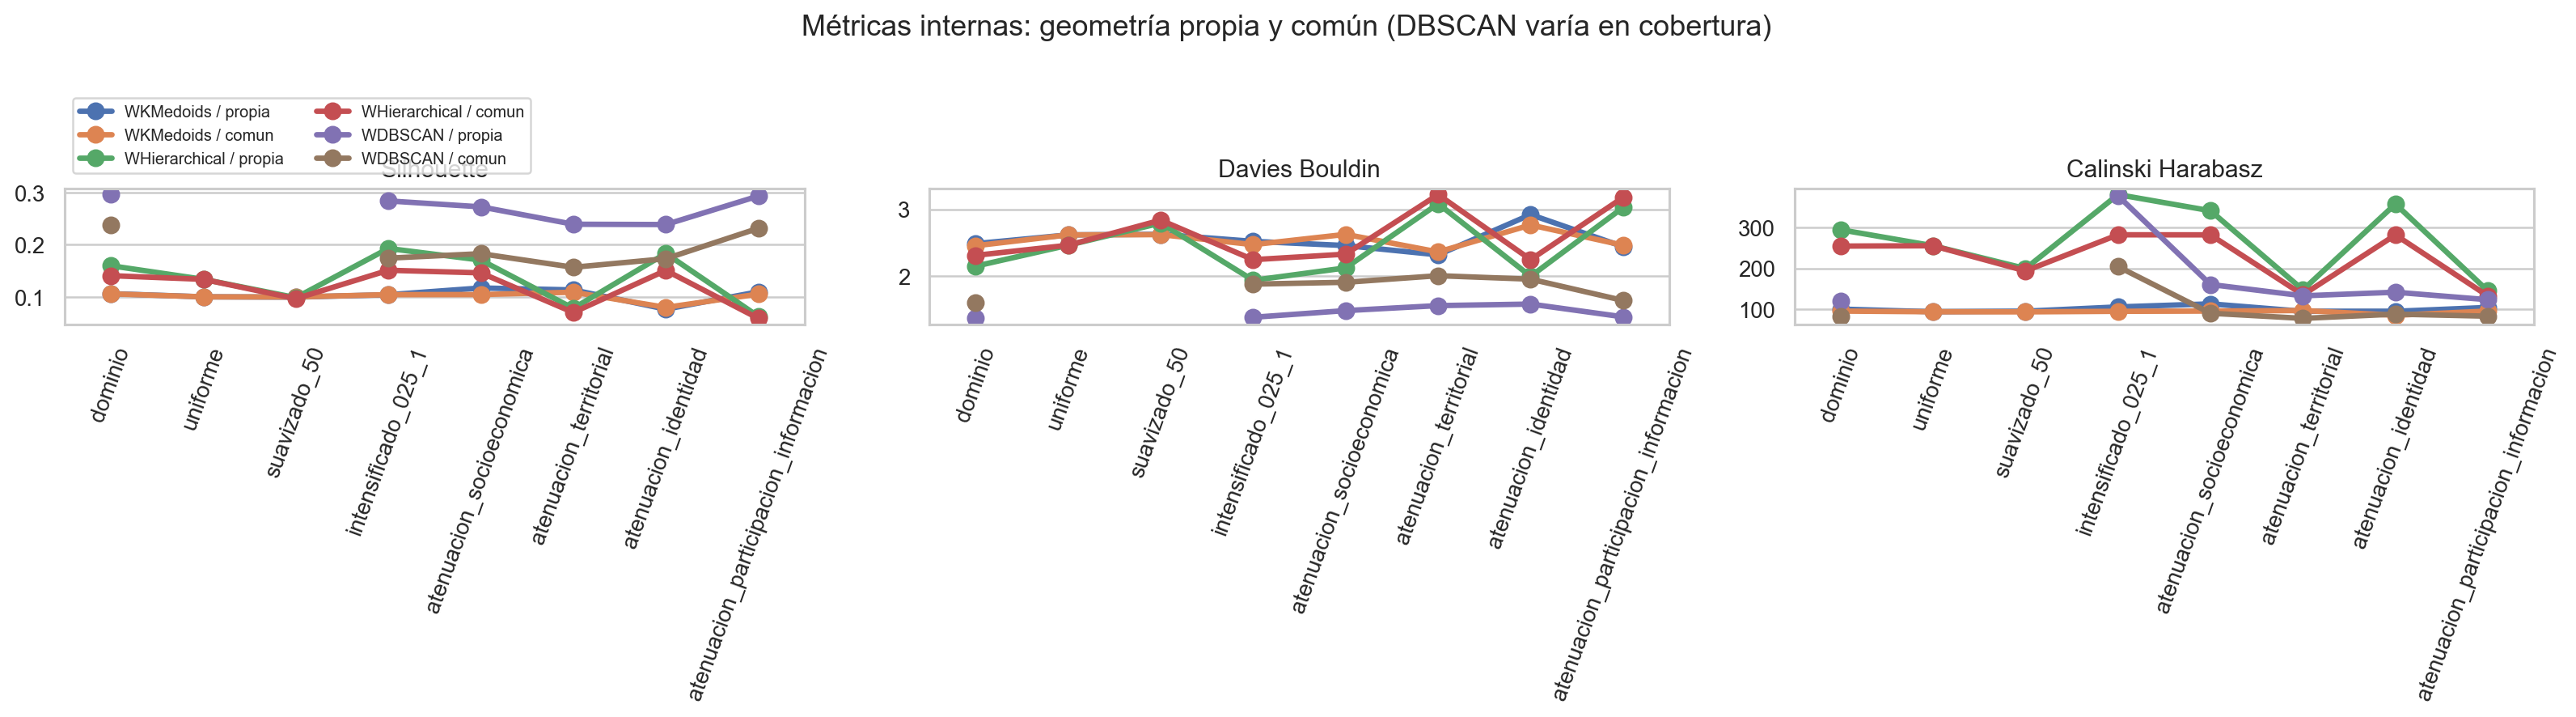 Métricas internas: geometría propia y común (DBSCAN varía en cobertura)
WKMedoids / propia
WKMedoids / comun
WHierarchical / propia
WHierarchical / comun
WDBSCAN / propia
WDBSCAN / comun
Silhouette
0.3
0.2
0.1
dominio
uniforme
suavizado_50
intensificado_025_1
atenuacion_socioeconomica
atenuacion_territorial
atenuacion_identidad
atenuacion_participacion_informacion
Davies Bouldin
3
2
dominio
uniforme
suavizado_50
intensificado_025_1
atenuacion_socioeconomica
atenuacion_territorial
atenuacion_identidad
atenuacion_participacion_informacion
Calinski Harabasz
300
200
100
dominio
uniforme
suavizado_50
intensificado_025_1
atenuacion_socioeconomica
atenuacion_territorial
atenuacion_identidad
atenuacion_participacion_informacion